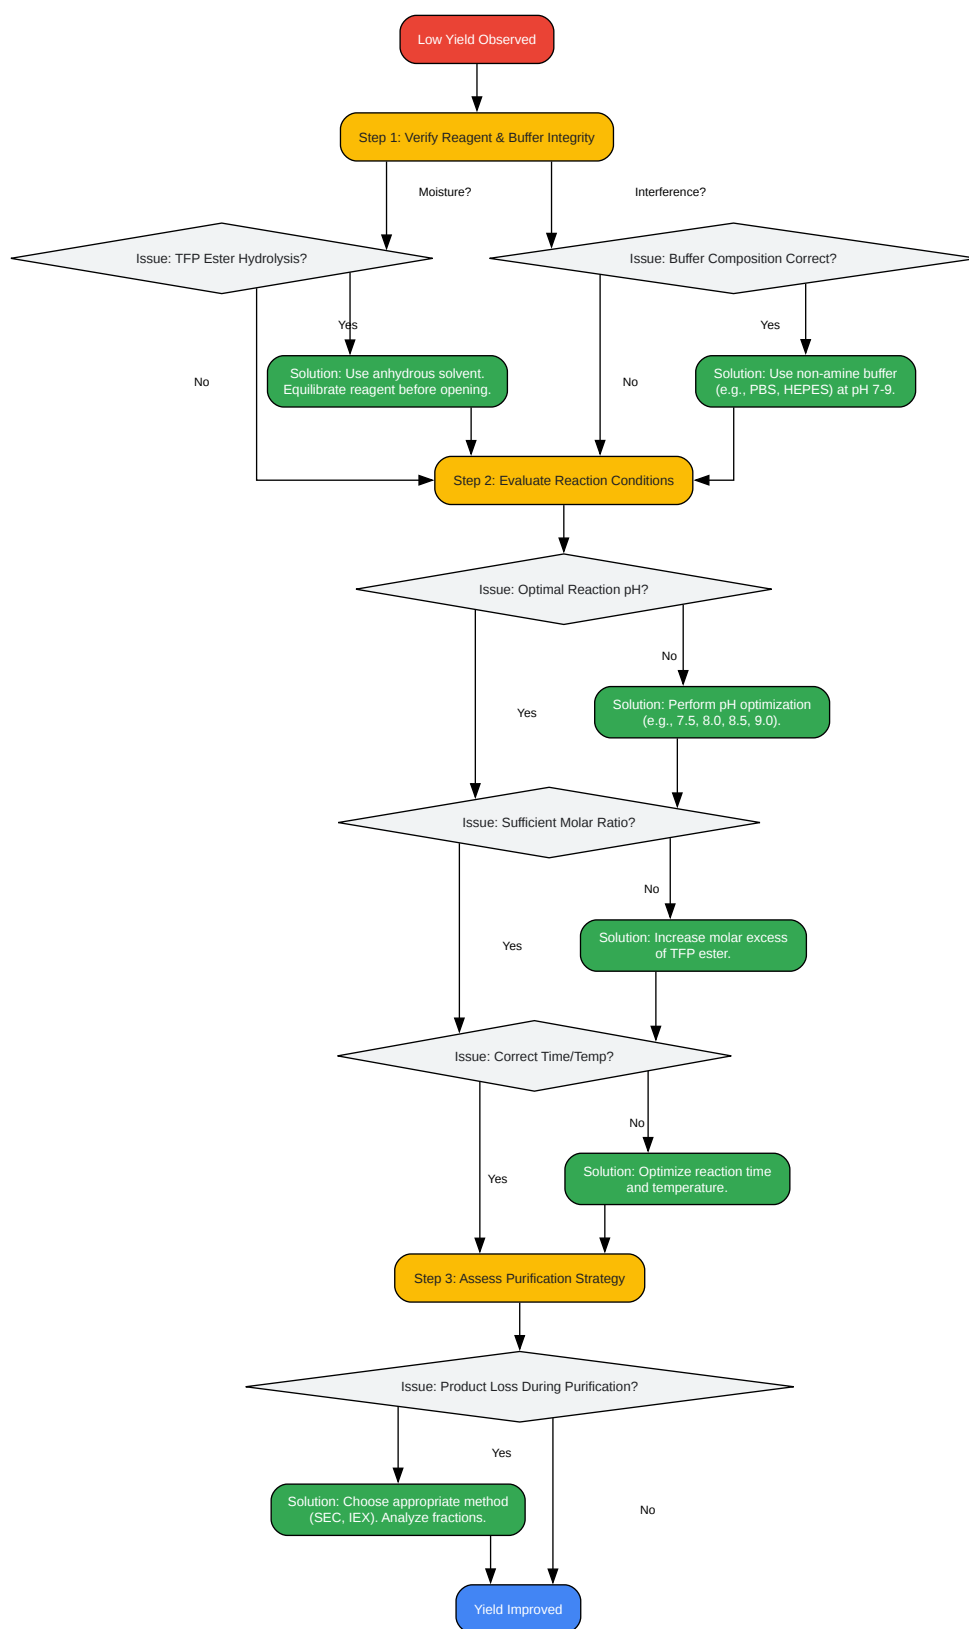 Low Yield Observed
Step 1: Verify Reagent & Buffer Integrity
Moisture?
Interference?
Issue: TFP Ester Hydrolysis?
Issue: Buffer Composition Correct?
Yes
Yes
Solution: Use anhydrous solvent.
Equilibrate reagent before opening.
Solution: Use non-amine buffer
(e.g., PBS, HEPES) at pH 7-9.
No
No
Step 2: Evaluate Reaction Conditions
Issue: Optimal Reaction pH?
No
Solution: Perform pH optimization
(e.g., 7.5, 8.0, 8.5, 9.0).
Yes
Issue: Sufficient Molar Ratio?
No
Solution: Increase molar excess
of TFP ester.
Yes
Issue: Correct Time/Temp?
No
Solution: Optimize reaction time
and temperature.
Yes
Step 3: Assess Purification Strategy
Issue: Product Loss During Purification?
Yes
Solution: Choose appropriate method
(SEC, IEX). Analyze fractions.
No
Yield Improved